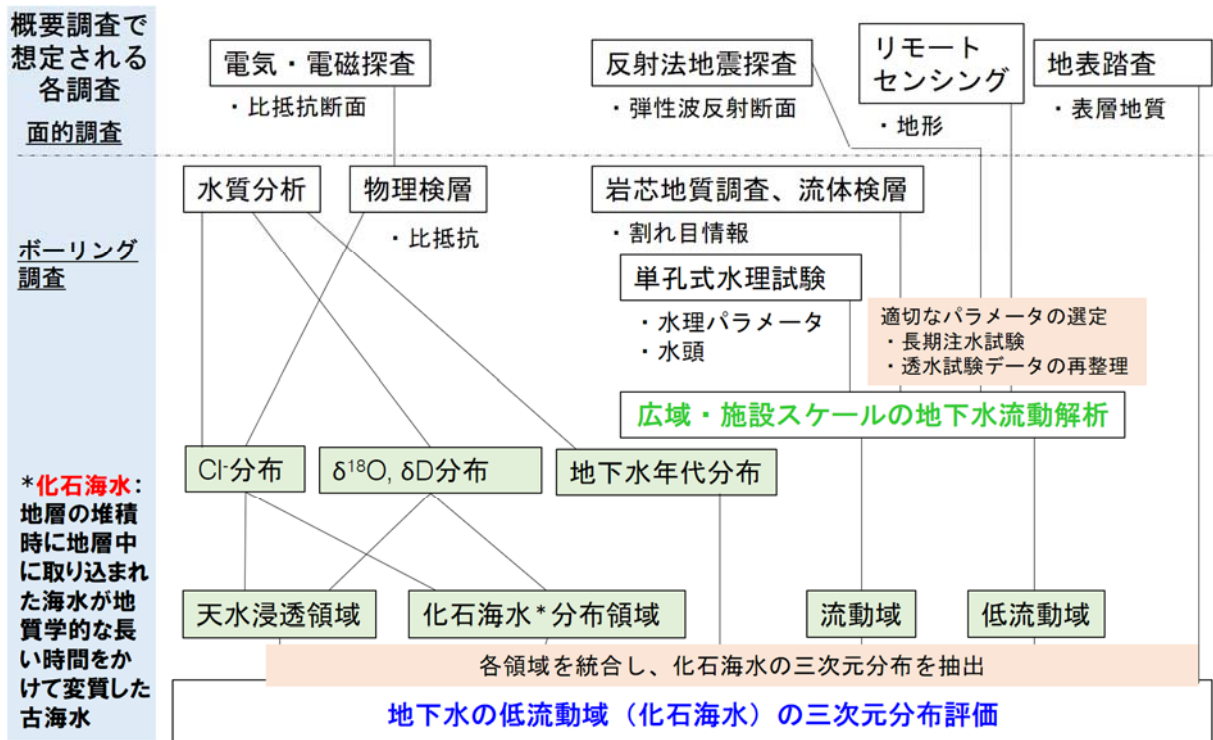 概要調査で
想定される
各調査
面的調査
電気・電磁探査
・比抵抗断面
反射法地震探査
・弾性波反射断面
リモート
センシング
・地形
地表踏査
・表層地質
ボーリング
調査
水質分析
物理検層
・比抵抗
岩芯地質調査、流体検層
・割れ目情報
単孔式水理試験
・水理パラメータ
・水頭
適切なパラメータの選定
・長期注水試験
・透水試験データの再整理
広域・施設スケールの地下水流動解析
Cl⁻分布
δ¹⁸O, δD分布
地下水年代分布
*化石海水：
地層の堆積
時に地層中
に取り込まれ
た海水が地
質学的な長
い時間をか
けて変質した
古海水
天水浸透領域
化石海水*分布領域
流動域
低流動域
各領域を統合し、化石海水の三次元分布を抽出
地下水の低流動域（化石海水）の三次元分布評価